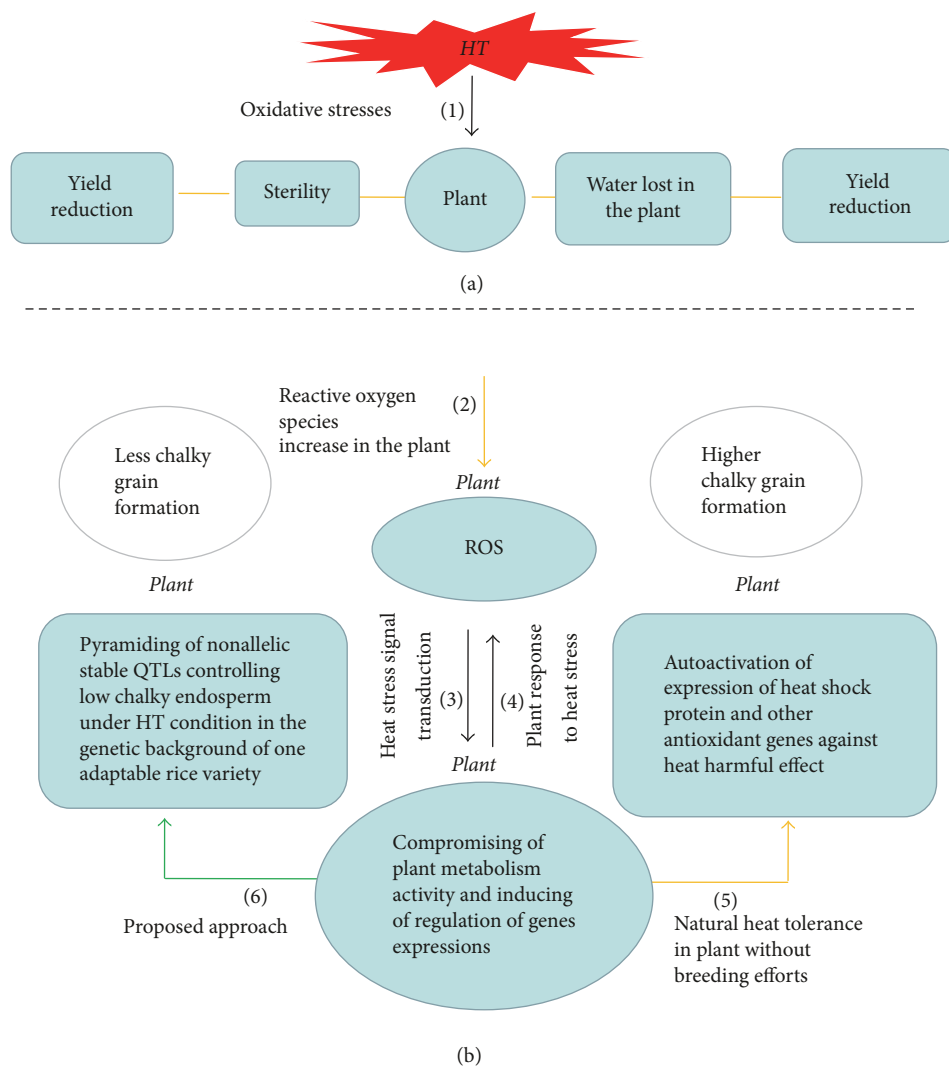 HT
Oxidative stresses
(1)
Yield
reduction
Sterility
Plant
Water lost in
the plant
Yield
reduction
(a)
Reactive oxygen
species
increase in the plant
(2)
Less chalky
grain
formation
Higher
chalky grain
formation
Plant
ROS
Plant
Plant
Pyramiding of nonallelic
stable QTLs controlling
low chalky endosperm
under HT condition in the
genetic background of one
adaptable rice variety
Heat stress signal
transduction
(3)
(4)
Plant response
to heat stress
Autoactivation of
expression of heat shock
protein and other
antioxidant genes against
heat harmful effect
Plant
Compromising of
plant metabolism
activity and inducing
of regulation of genes
expressions
(6)
Proposed approach
(5)
Natural heat tolerance
in plant without
breeding efforts
(b)